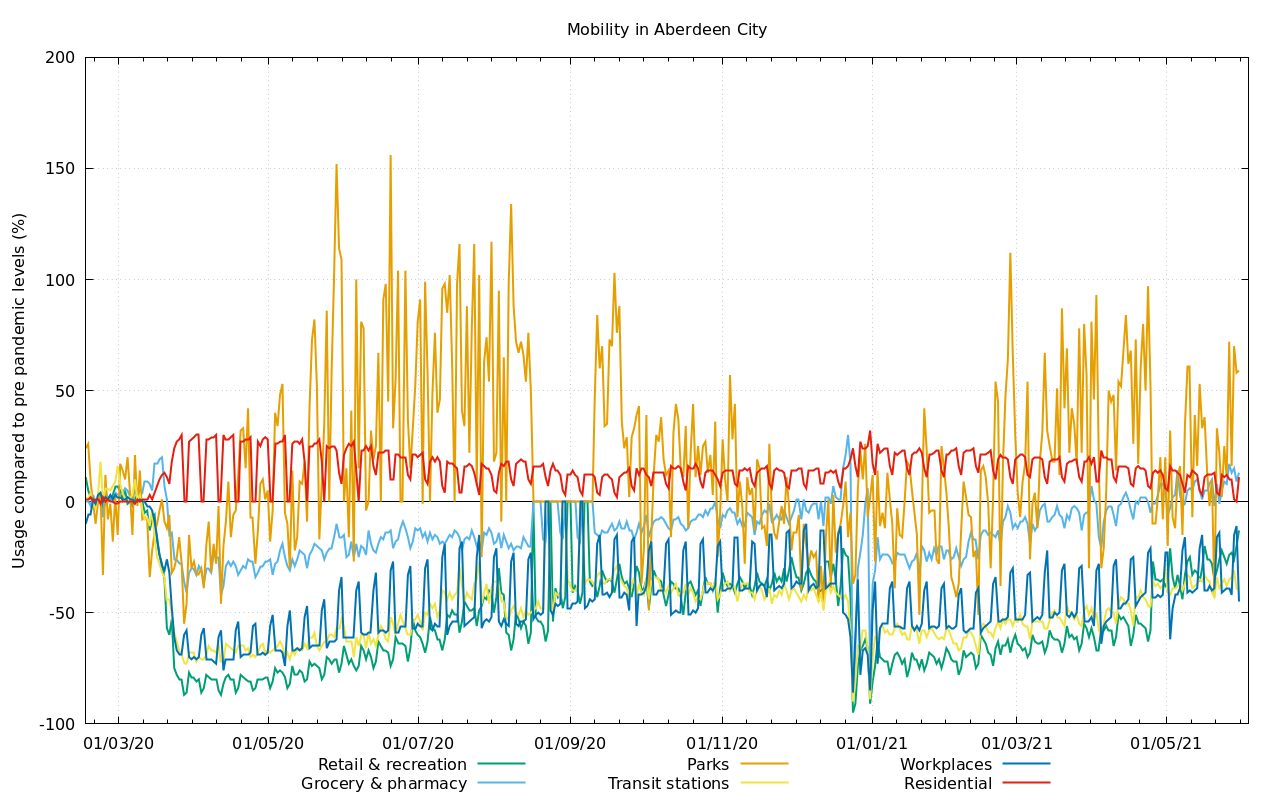 Mobility in Aberdeen City
Usage compared to pre pandemic levels (%)
200
150
100
50
0
-50
-100
01/03/20 01/05/20 01/07/20 01/09/20 01/11/20 01/01/21 01/03/21 01/05/21
Retail & recreation Parks Workplaces
Grocery & pharmacy Transit stations Residential